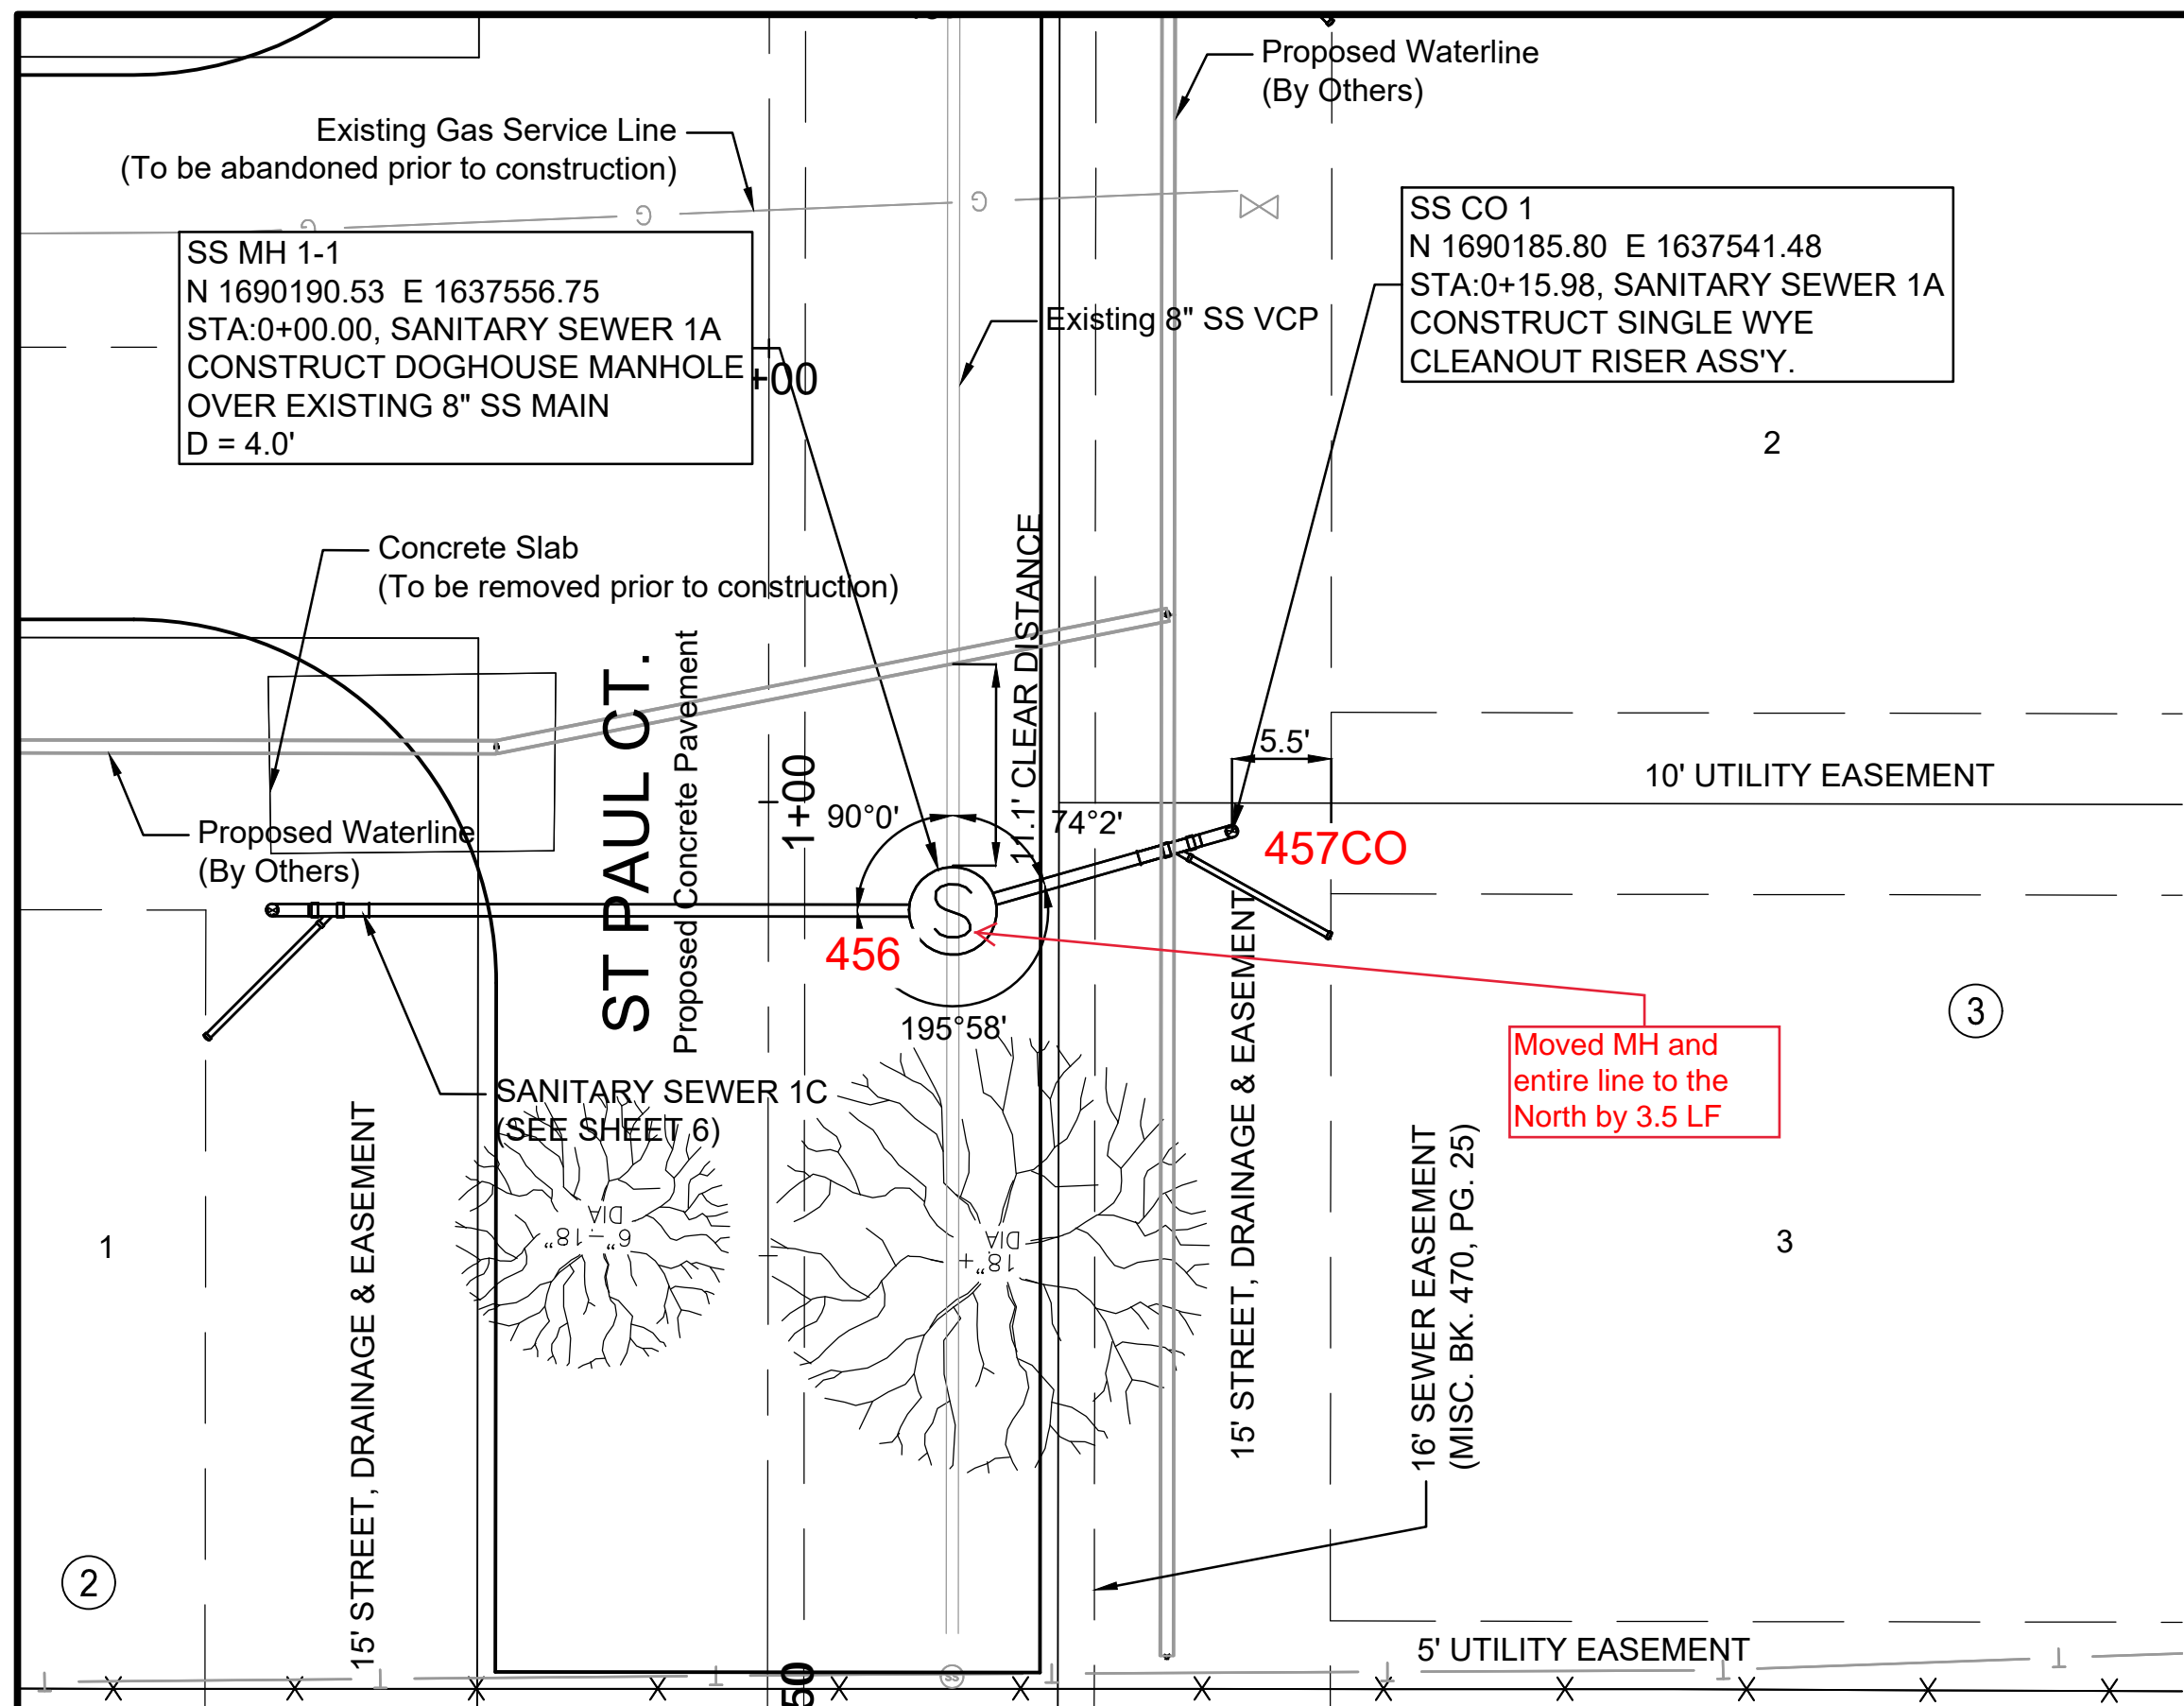 Proposed Waterline
(By Others)
Existing Gas Service Line
(To be abandoned prior to construction)
G
G
G
SS MH 1-1
N 1690190.53 E 1637556.75
STA:0+00.00, SANITARY SEWER 1A
CONSTRUCT DOGHOUSE MANHOLE
OVER EXISTING 8" SS MAIN
D = 4.0'
SS CO 1
N 1690185.80 E 1637541.48
STA:0+15.98, SANITARY SEWER 1A
CONSTRUCT SINGLE WYE
CLEANOUT RISER ASS'Y.
Existing 8" SS VCP
+00
2
Concrete Slab
(To be removed prior to construction)
11.1' CLEAR DISTANCE
ST PAUL CT.
Proposed Concrete Pavement
1+00
5.5'
10' UTILITY EASEMENT
90°0'
74°2'
457CO
Proposed Waterline
(By Others)
S
456
195°58'
15' STREET, DRAINAGE & EASEMENT
3
Moved MH and
entire line to the
North by 3.5 LF
SANITARY SEWER 1C
(SEE SHEET 6)
15' STREET, DRAINAGE & EASEMENT
6"-18"
DIA
18"+
DIA
16' SEWER EASEMENT
(MISC. BK. 470, PG. 25)
1
3
2
5' UTILITY EASEMENT
50
SS
T
T
T
T
T
T
T